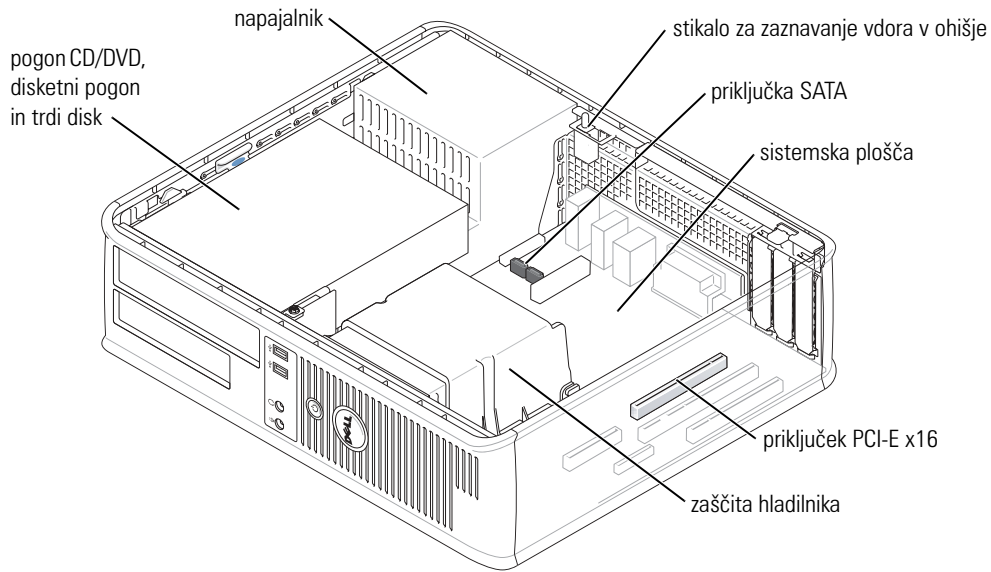 napajalnik
stikalo za zaznavanje vdora v ohišje
pogon CD/DVD,
disketni pogon
in trdi disk
priključka SATA
sistemska plošča
DELL
priključek PCI-E x16
zaščita hladilnika